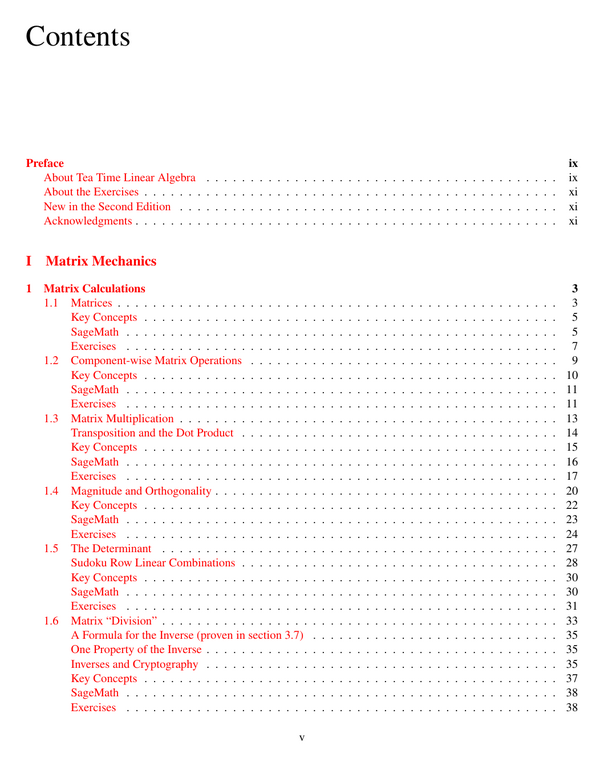 Contents
Preface ix
About Tea Time Linear Algebra . . . . . . . . . . . . . . . . . . . . ix
About the Exercises . . . . . . . . . . . . . . . . . . . . xi
New in the Second Edition . . . . . . . . . . . . . . . . . . . . xi
Acknowledgments . . . . . . . . . . . . . . . . . . . . xi
I Matrix Mechanics
1 Matrix Calculations 3
1.1 Matrices . . . . . . . . . . . . . . . . . . . . 3
Key Concepts . . . . . . . . . . . . . . . . . . . . 5
SageMath . . . . . . . . . . . . . . . . . . . . 5
Exercises . . . . . . . . . . . . . . . . . . . . 7
1.2 Component-wise Matrix Operations . . . . . . . . . . . . . . . . . . . . 9
Key Concepts . . . . . . . . . . . . . . . . . . . . 10
SageMath . . . . . . . . . . . . . . . . . . . . 11
Exercises . . . . . . . . . . . . . . . . . . . . 11
1.3 Matrix Multiplication . . . . . . . . . . . . . . . . . . . . 13
Transposition and the Dot Product . . . . . . . . . . . . . . . . . . . . 14
Key Concepts . . . . . . . . . . . . . . . . . . . . 15
SageMath . . . . . . . . . . . . . . . . . . . . 16
Exercises . . . . . . . . . . . . . . . . . . . . 17
1.4 Magnitude and Orthogonality . . . . . . . . . . . . . . . . . . . . 20
Key Concepts . . . . . . . . . . . . . . . . . . . . 22
SageMath . . . . . . . . . . . . . . . . . . . . 23
Exercises . . . . . . . . . . . . . . . . . . . . 24
1.5 The Determinant . . . . . . . . . . . . . . . . . . . . 27
Sudoku Row Linear Combinations . . . . . . . . . . . . . . . . . . . . 28
Key Concepts . . . . . . . . . . . . . . . . . . . . 30
SageMath . . . . . . . . . . . . . . . . . . . . 30
Exercises . . . . . . . . . . . . . . . . . . . . 31
1.6 Matrix “Division” . . . . . . . . . . . . . . . . . . . . 33
A Formula for the Inverse (proven in section 3.7) . . . . . . . . . . . . . . . . . . . . 35
One Property of the Inverse . . . . . . . . . . . . . . . . . . . . 35
Inverses and Cryptography . . . . . . . . . . . . . . . . . . . . 35
Key Concepts . . . . . . . . . . . . . . . . . . . . 37
SageMath . . . . . . . . . . . . . . . . . . . . 38
Exercises . . . . . . . . . . . . . . . . . . . . 38
v